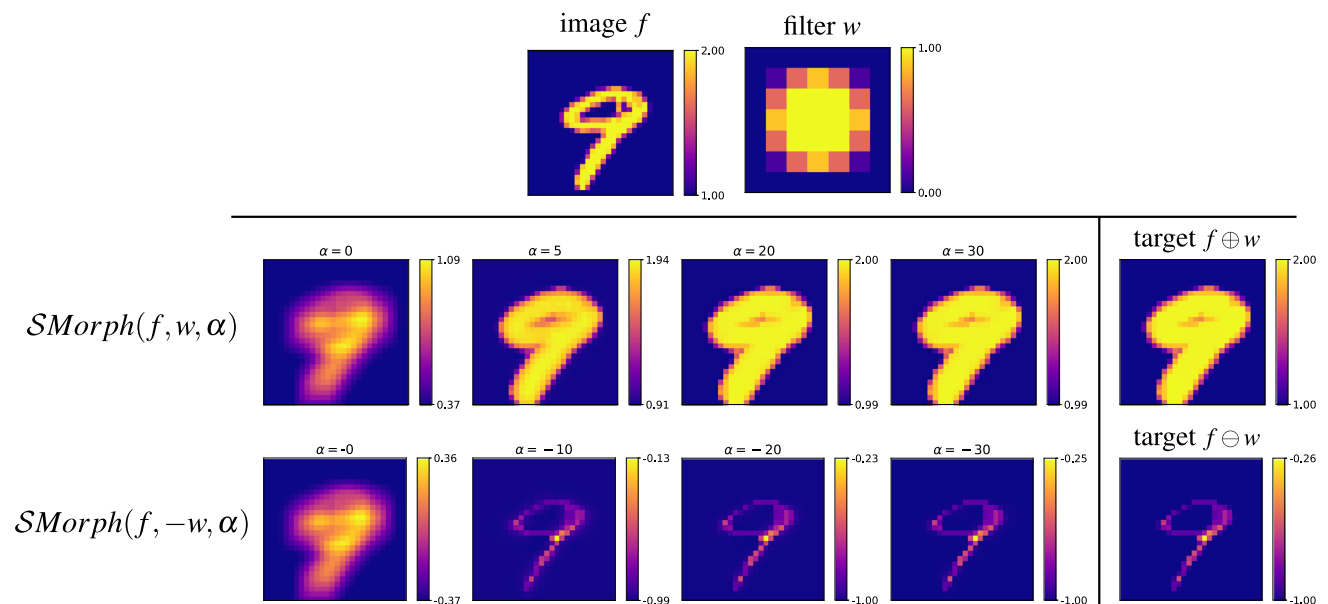 image f
filter w
2.00
1.00
1.00
0.00
α = 0
α = 5
α = 20
α = 30
target f ⊕ w
SMorph(f, w, α)
1.09
0.37
1.94
0.91
2.00
0.99
2.00
0.99
2.00
1.00
α = -0
α = −10
α = −20
α = −30
target f ⊖ w
SMorph(f, −w, α)
0.36
-0.37
-0.13
-0.99
-0.23
-1.00
-0.25
-1.00
-0.26
-1.00